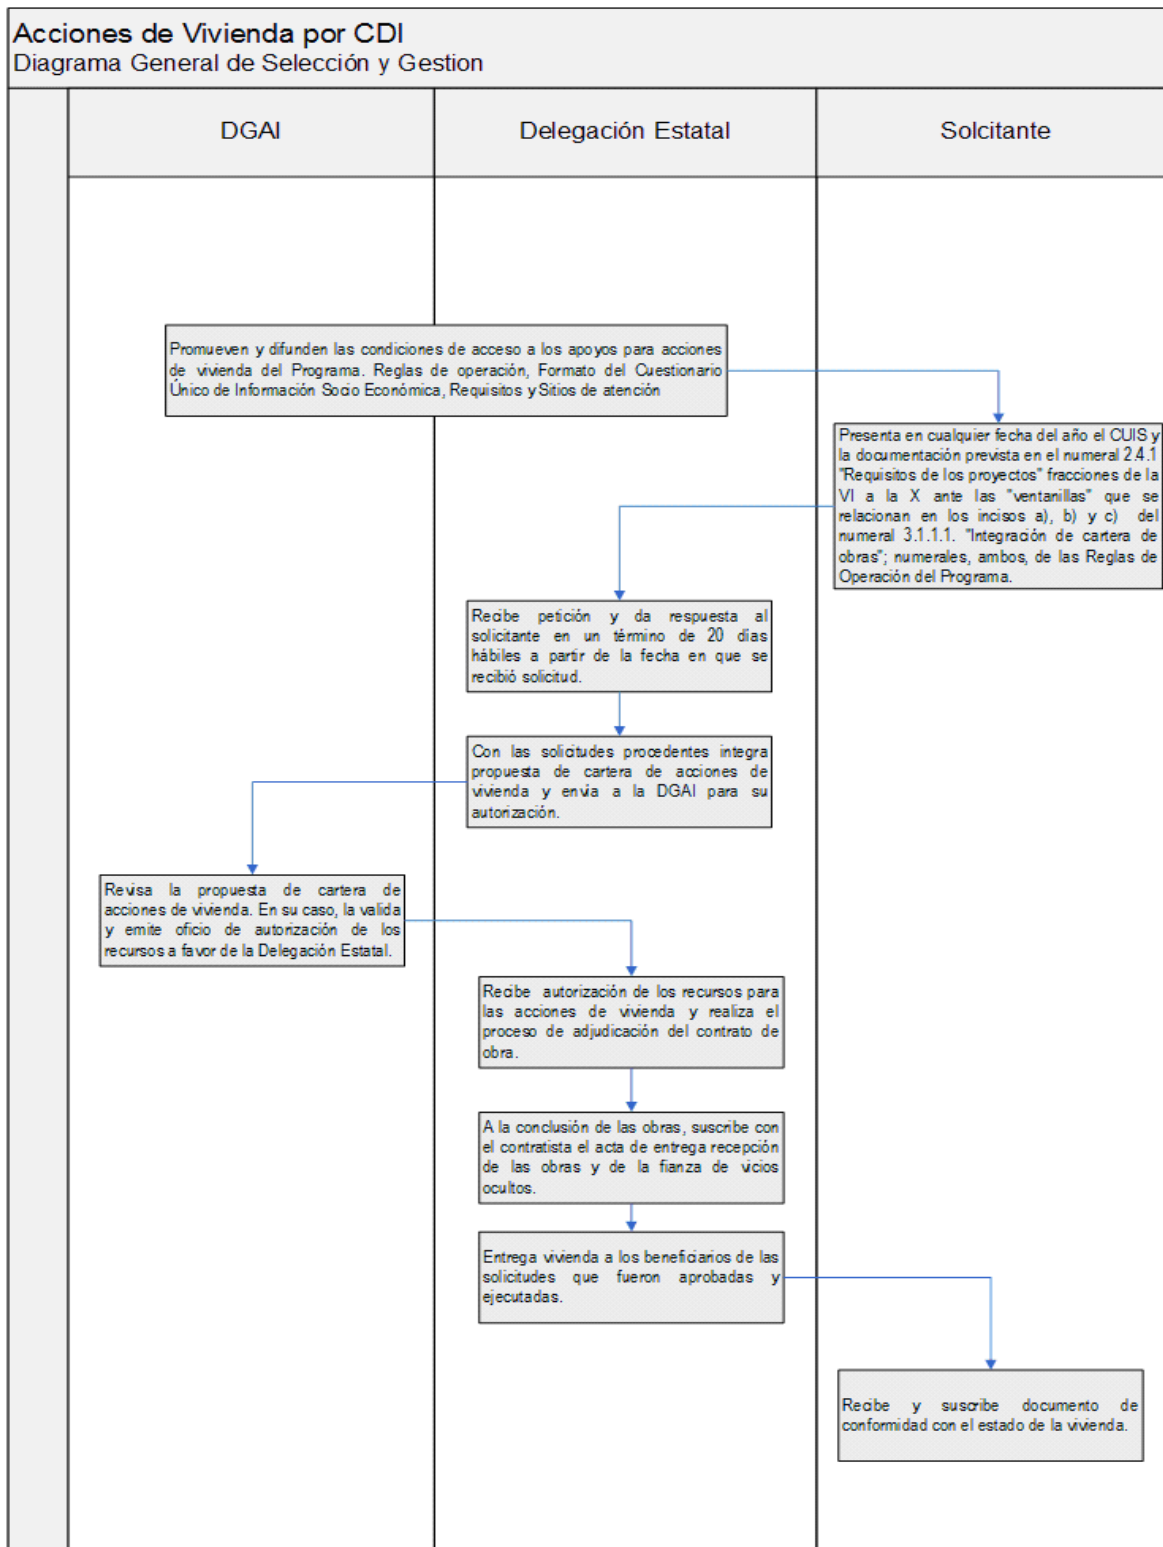 Acciones de Vivienda por CDI
Diagrama General de Selección y Gestion
DGAI
Delegación Estatal
Solcitante
Promueven y difunden las condiciones de acceso a los apoyos para acciones
de vivienda del Programa. Reglas de operación, Formato del Cuestionario
Único de Información Socio Económica, Requisitos y Sitios de atención
Presenta en cualquier fecha del año el CUIS y
la documentación prevista en el numeral 2.4.1
"Requisitos de los proyectos" fracciones de la
VI a la X ante las "ventanillas" que se
relacionan en los incisos a), b) y c) del
numeral 3.1.1.1. "Integración de cartera de
obras"; numerales, ambos, de las Reglas de
Operación del Programa.
Recibe petición y da respuesta al
solicitante en un término de 20 días
hábiles a partir de la fecha en que se
recibió solicitud.
Con las solicitudes procedentes integra
propuesta de cartera de acciones de
vivienda y envía a la DGAI para su
autorización.
Revisa la propuesta de cartera de
acciones de vivienda. En su caso, la valida
y emite oficio de autorización de los
recursos a favor de la Delegación Estatal.
Recibe autorización de los recursos para
las acciones de vivienda y realiza el
proceso de adjudicación del contrato de
obra.
A la conclusión de las obras, suscribe con
el contratista el acta de entrega recepción
de las obras y de la fianza de vicios
ocultos.
Entrega vivienda a los beneficiarios de las
solicitudes que fueron aprobadas y
ejecutadas.
Recibe y suscribe documento de
conformidad con el estado de la vivienda.